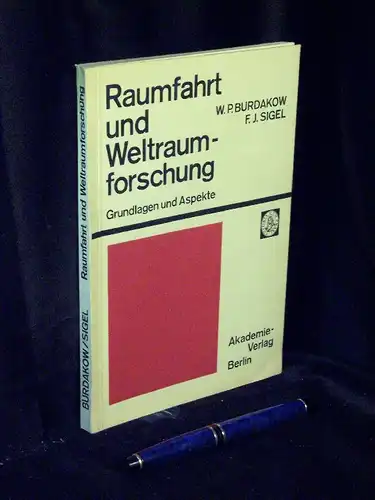 Raumfahrt
und
Weltraum-
forschung
W. P. BURDAKOW
F. J. SIGEL
Grundlagen und Aspekte
Akademie-
Verlag
Berlin
BURDAKOW/SIGEL Raumfahrt und Weltraumforschung